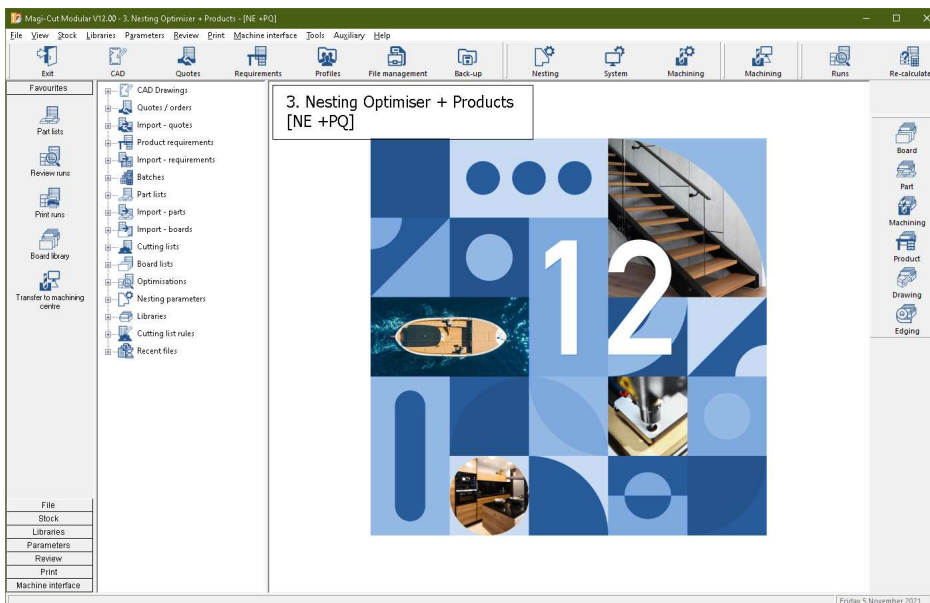 Magi-Cut Modular V12.00 - 3. Nesting Optimiser + Products - [NE +PQ]
File View Stock Libraries Parameters Review Print Machine interface Tools Auxiliary Help
Exit CAD Quotes Requirements Profiles File management Back-up Nesting System Machining Machining Runs Re-calculate
Favourites
Part lists
Review runs
Print runs
Board library
Transfer to machining
centre
File
Stock
Libraries
Parameters
Review
Print
Machine interface
CAD Drawings
Quotes / orders
Import - quotes
Product requirements
Import - requirements
Batches
Part lists
Import - parts
Import - boards
Cutting lists
Board lists
Optimisations
Nesting parameters
Libraries
Cutting list rules
Recent files
3. Nesting Optimiser + Products
[NE +PQ]
12
Board
Part
Machining
Product
Drawing
Edging
Friday 5 November 2021